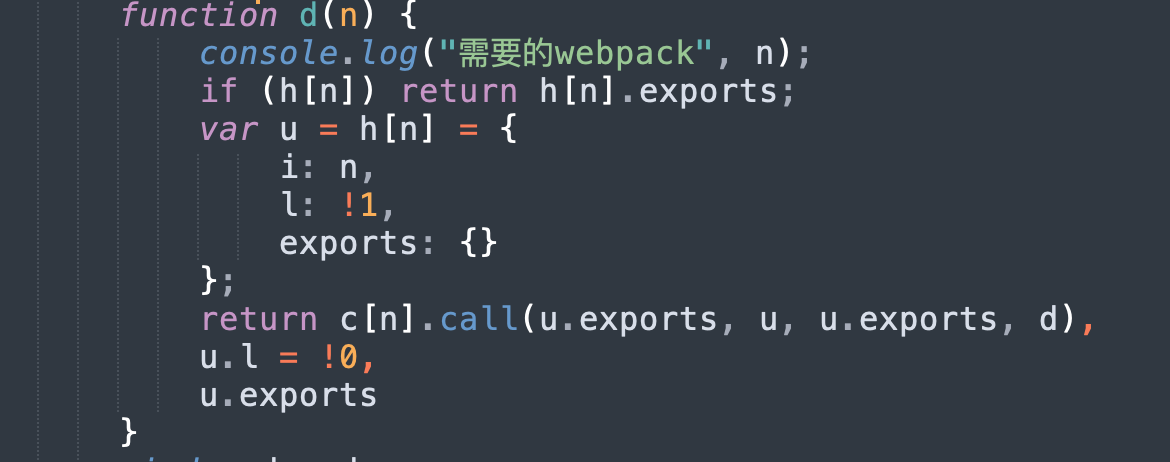 function d(n) {
console.log("需要的webpack", n);
if (h[n]) return h[n].exports;
var u = h[n] = {
i: n,
l: !1,
exports: {}
};
return c[n].call(u.exports, u, u.exports, d),
u.l = !0,
u.exports
}